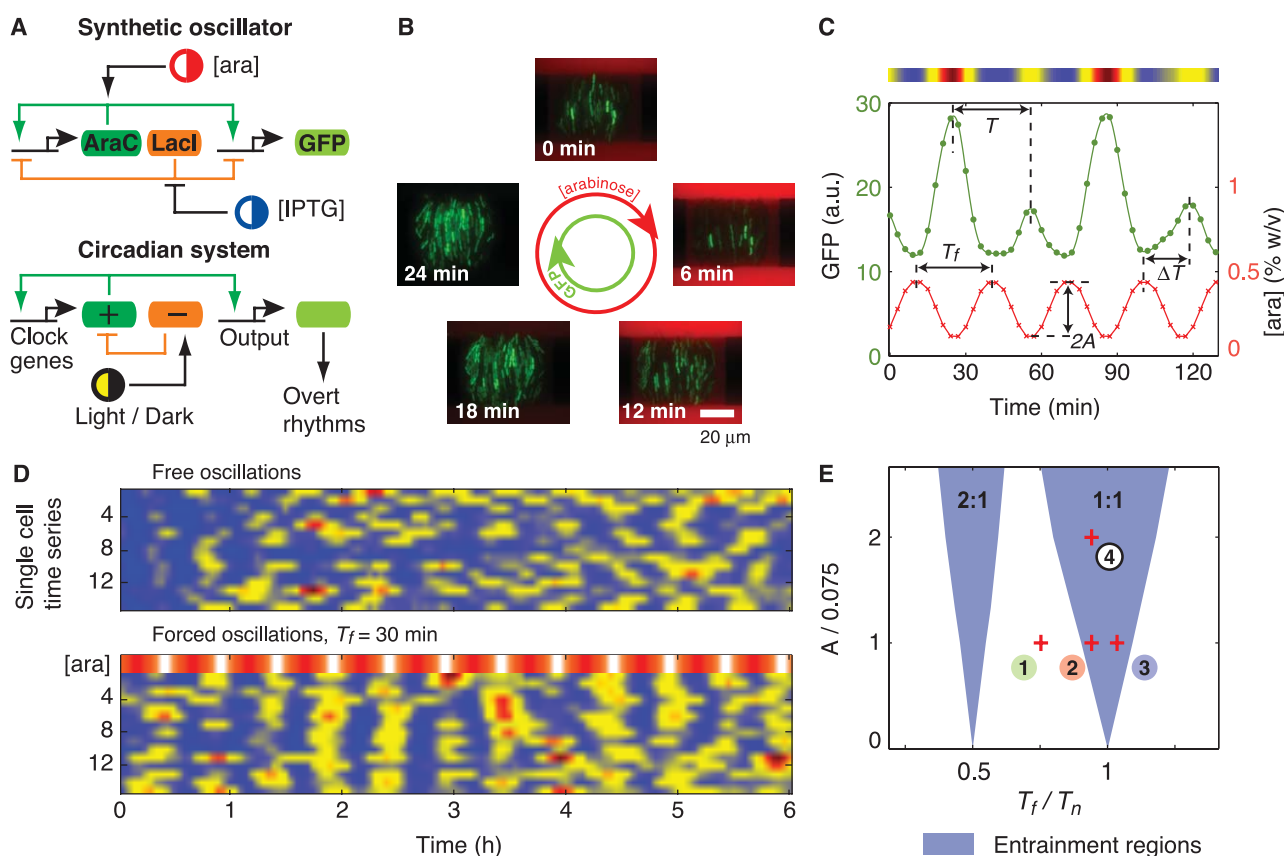 A
Synthetic oscillator
[ara]
AraC
LacI
GFP
[IPTG]
Circadian system
+
−
Clock
genes
Output
Light / Dark
Overt
rhythms
B
0 min
[arabinose]
GFP
24 min
6 min
18 min
12 min
20 μm
C
GFP (a.u.)
30
20
10
0
T
Tf
ΔT
2A
1
0.5
0
[ara] (% w/v)
0
30
60
90
120
Time (min)
D
Free oscillations
Single cell
time series
4
8
12
Forced oscillations, Tf = 30 min
[ara]
4
8
12
0
1
2
3
4
5
6
Time (h)
E
2:1
1:1
4
1
2
3
A / 0.075
2
1
0
0.5
1
Tf / Tn
Entrainment regions